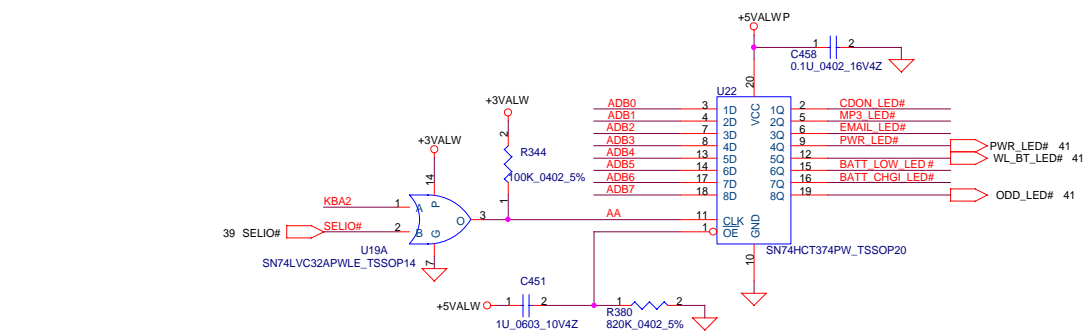 +5VALWP
1
2
C458
0.1U_0402_16V4Z
20
U22
+3VALW
ADB0 3 1D VCC 1Q 2 CDON_LED#
ADB1 4 2D 2Q 5 MP3_LED#
ADB2 7 3D 3Q 6 EMAIL_LED#
ADB3 8 4D 4Q 9 PWR_LED# PWR_LED# 41
ADB4 13 5D 5Q 12 WL_BT_LED# 41
ADB5 14 6D 6Q 15 BATT_LOW_LED#
ADB6 17 7D 7Q 16 BATT_CHGI_LED#
ADB7 18 8D 8Q 19 ODD_LED# 41
2
R344
100K_0402_5%
1
+3VALW
14
KBA2 1 A P
O 3
AA 11 CLK
39 SELIO# SELIO# 2 B G
1 OE
GND
10
7
U19A
SN74LVC32APWLE_TSSOP14
SN74HCT374PW_TSSOP20
C451
+5VALW 1 2
1U_0603_10V4Z
1 2
R380
820K_0402_5%